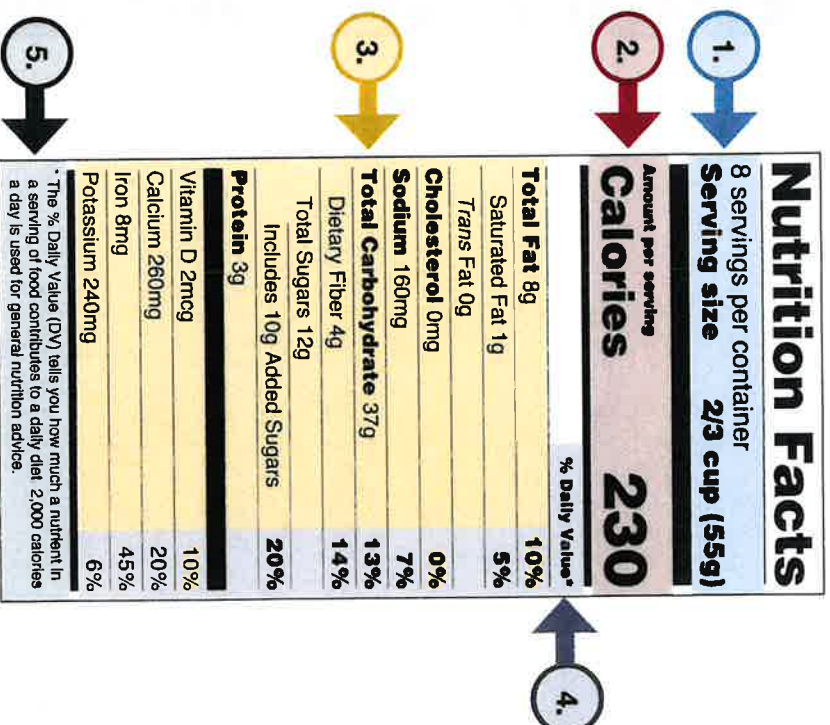 Nutrition Facts
8 servings per container
Serving size 2/3 cup (55g)
Amount per serving
Calories 230
% Daily Value*
Total Fat 8g 10%
Saturated Fat 1g 5%
Trans Fat 0g
Cholesterol 0mg 0%
Sodium 160mg 7%
Total Carbohydrate 37g 13%
Dietary Fiber 4g 14%
Total Sugars 12g
Includes 10g Added Sugars 20%
Protein 3g
Vitamin D 2mcg 10%
Calcium 260mg 20%
Iron 8mg 45%
Potassium 240mg 6%
* The % Daily Value (DV) tells you how much a nutrient in
a serving of food contributes to a daily diet. 2,000 calories
a day is used for general nutrition advice.
1.
2.
3.
4.
5.